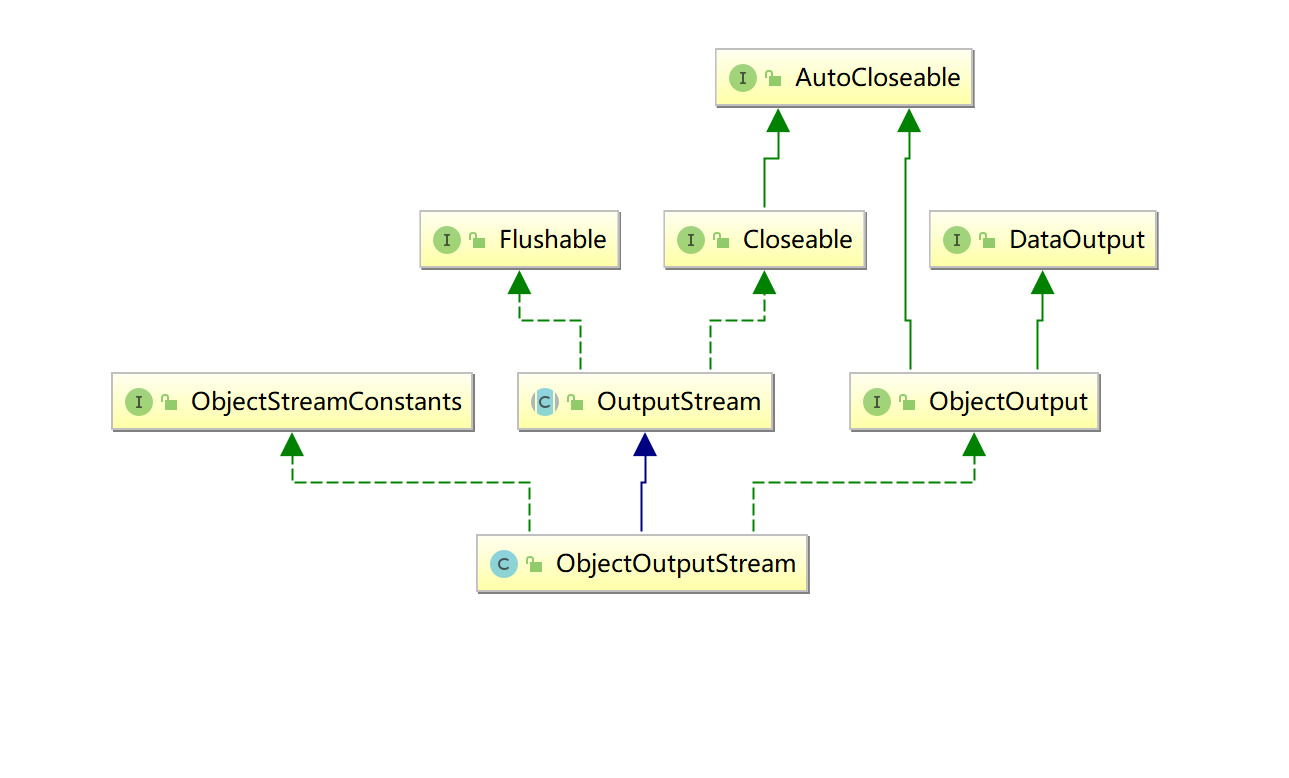 I AutoCloseable
I Flushable
I Closeable
I DataOutput
I ObjectStreamConstants
C OutputStream
I ObjectOutput
C ObjectOutputStream